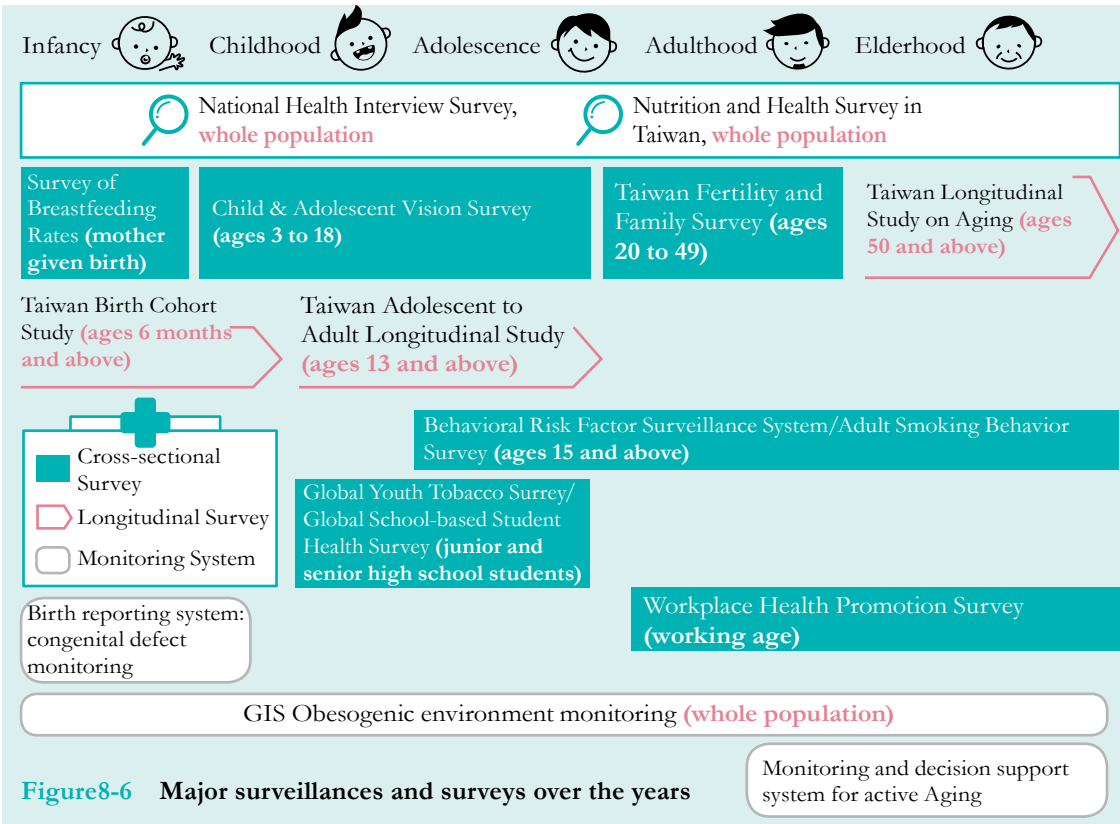 Infancy
Childhood
Adolescence
Adulthood
Elderhood
National Health Interview Survey,
whole population
Nutrition and Health Survey in
Taiwan, whole population
Survey of
Breastfeeding
Rates (mother
given birth)
Child & Adolescent Vision Survey
(ages 3 to 18)
Taiwan Fertility and
Family Survey (ages
20 to 49)
Taiwan Longitudinal
Study on Aging (ages
50 and above)
Taiwan Birth Cohort
Study (ages 6 months
and above)
Taiwan Adolescent to
Adult Longitudinal Study
(ages 13 and above)
Behavioral Risk Factor Surveillance System/Adult Smoking Behavior
Survey (ages 15 and above)
Cross-sectional
Survey
Longitudinal Survey
Monitoring System
Global Youth Tobacco Surrey/
Global School-based Student
Health Survey (junior and
senior high school students)
Workplace Health Promotion Survey
(working age)
Birth reporting system:
congenital defect
monitoring
GIS Obesogenic environment monitoring (whole population)
Monitoring and decision support
system for active Aging
Figure8-6 Major surveillances and surveys over the years